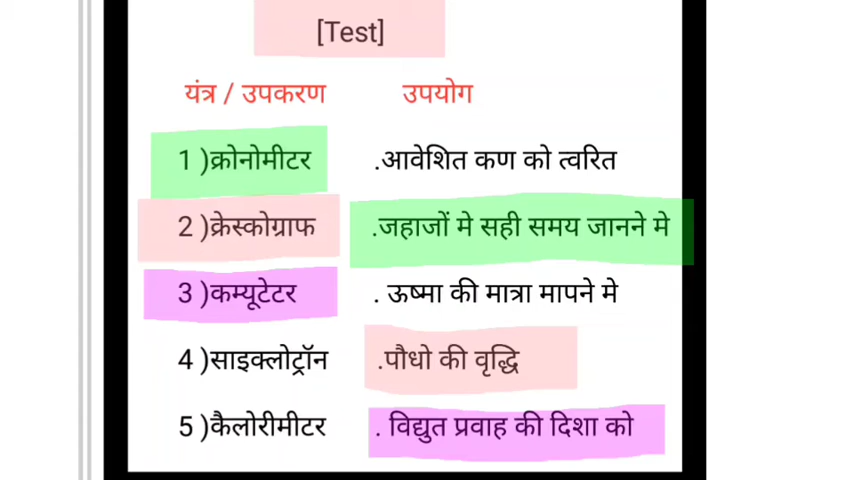 [Test]
यंत्र / उपकरण उपयोग
1 )क्रोनोमीटर .आवेशित कण को त्वरित
2 )क्रेस्कोग्राफ .जहाजों मे सही समय जानने मे
3 )कम्यूटेटर . ऊष्मा की मात्रा मापने मे
4 )साइक्लोट्रॉन .पौधो की वृद्धि
5 )कैलोरीमीटर . विद्युत प्रवाह की दिशा को